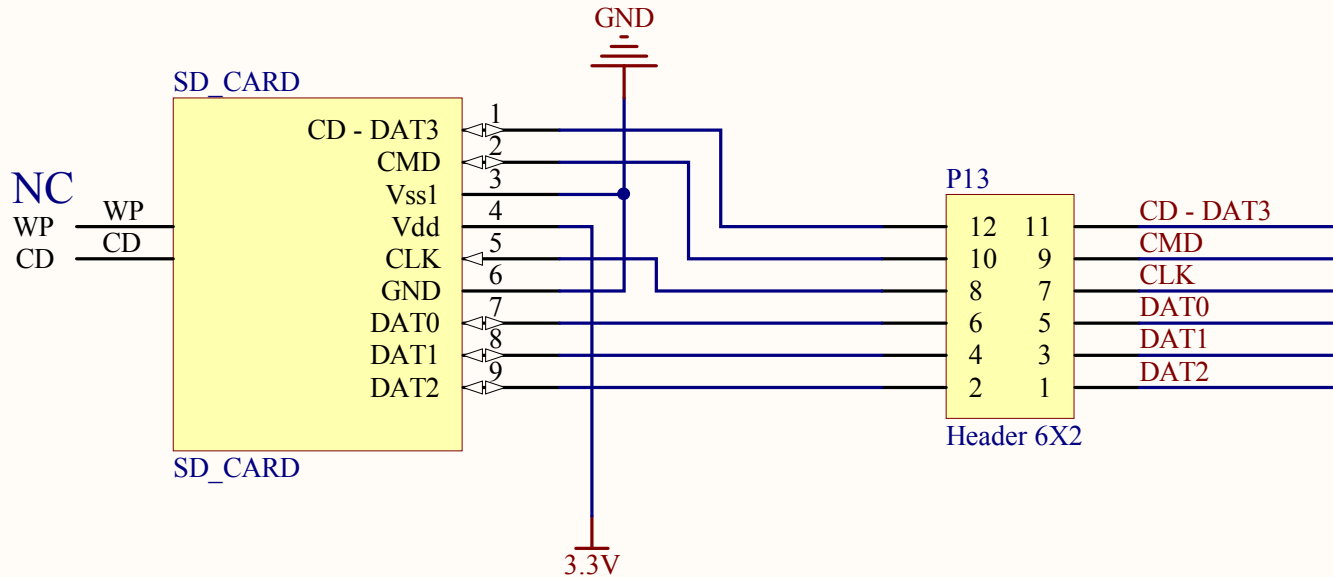 GND
SD_CARD
CD - DAT3 1
CMD 2
Vss1 3
Vdd 4
CLK 5
GND 6
DAT0 7
DAT1 8
DAT2 9
NC
WP WP
CD CD
SD_CARD
3.3V
P13
12 11 CD - DAT3
10 9 CMD
8 7 CLK
6 5 DAT0
4 3 DAT1
2 1 DAT2
Header 6X2